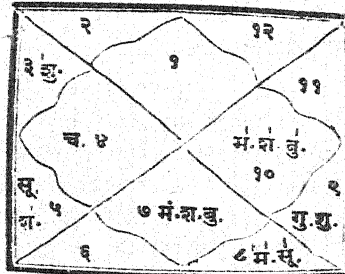 २ १२
१
३ शु. ११
च. ४ मं. शं. बुं.
१०
सू. ९
शं. ५ ७ मं.श.बु. गु.शु.
६ ८ मं. सूं.